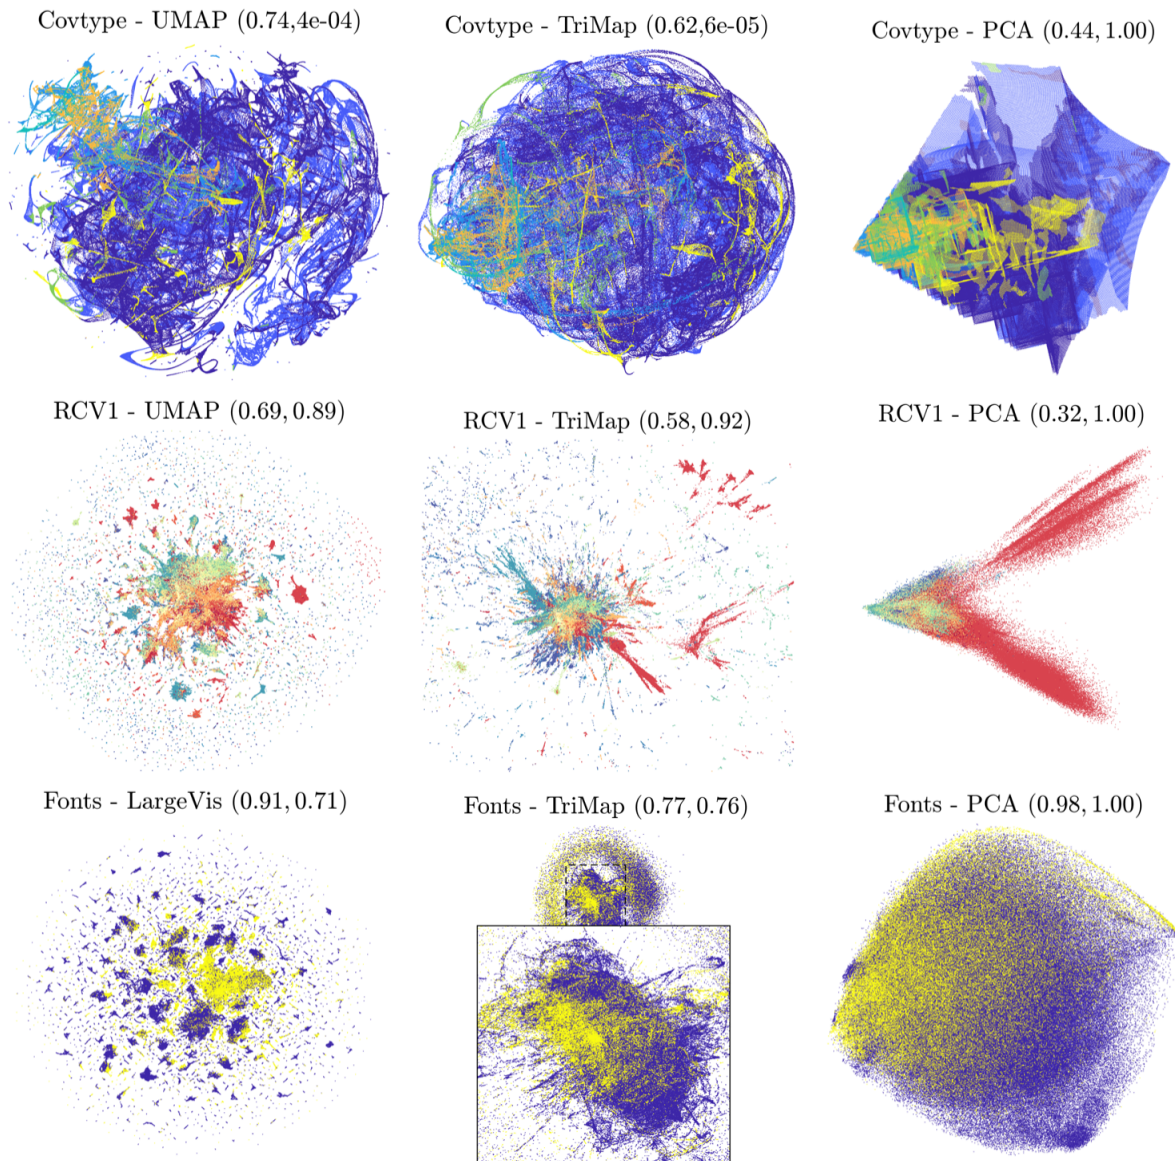 Covtype - UMAP (0.74,4e-04)
Covtype - TriMap (0.62,6e-05)
Covtype - PCA (0.44, 1.00)
RCV1 - UMAP (0.69, 0.89)
RCV1 - TriMap (0.58, 0.92)
RCV1 - PCA (0.32, 1.00)
Fonts - LargeVis (0.91, 0.71)
Fonts - TriMap (0.77, 0.76)
Fonts - PCA (0.98, 1.00)